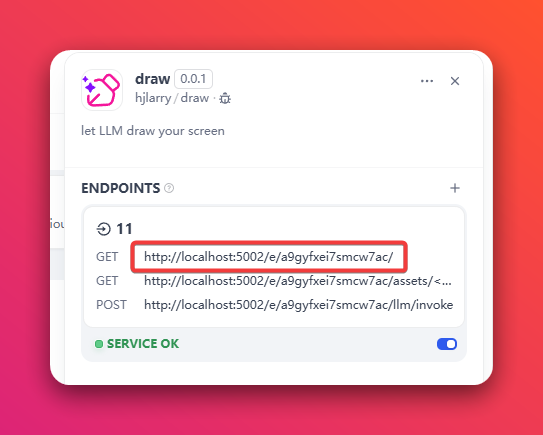 draw 0.0.1
hjlarry / draw ·
let LLM draw your screen
ENDPOINTS
iou
11
GET http://localhost:5002/e/a9gyfxei7smcw7ac/
GET http://localhost:5002/e/a9gyfxei7smcw7ac/assets/<...
POST http://localhost:5002/e/a9gyfxei7smcw7ac/llm/invoke
SERVICE OK